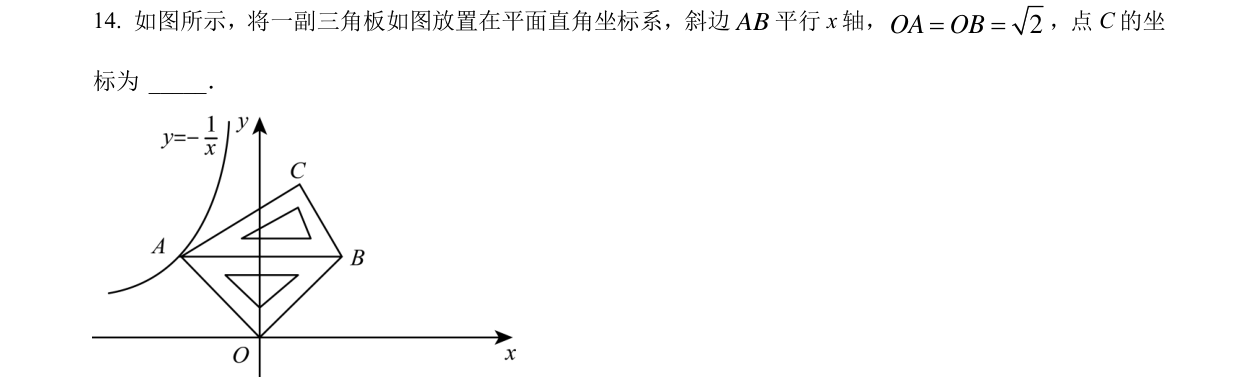 14. 如图所示，将一副三角板如图放置在平面直角坐标系，斜边 AB 平行 x 轴，OA = OB = √2，点 C 的坐
标为 _____.
y=-1/x
y
C
A
B
O
x